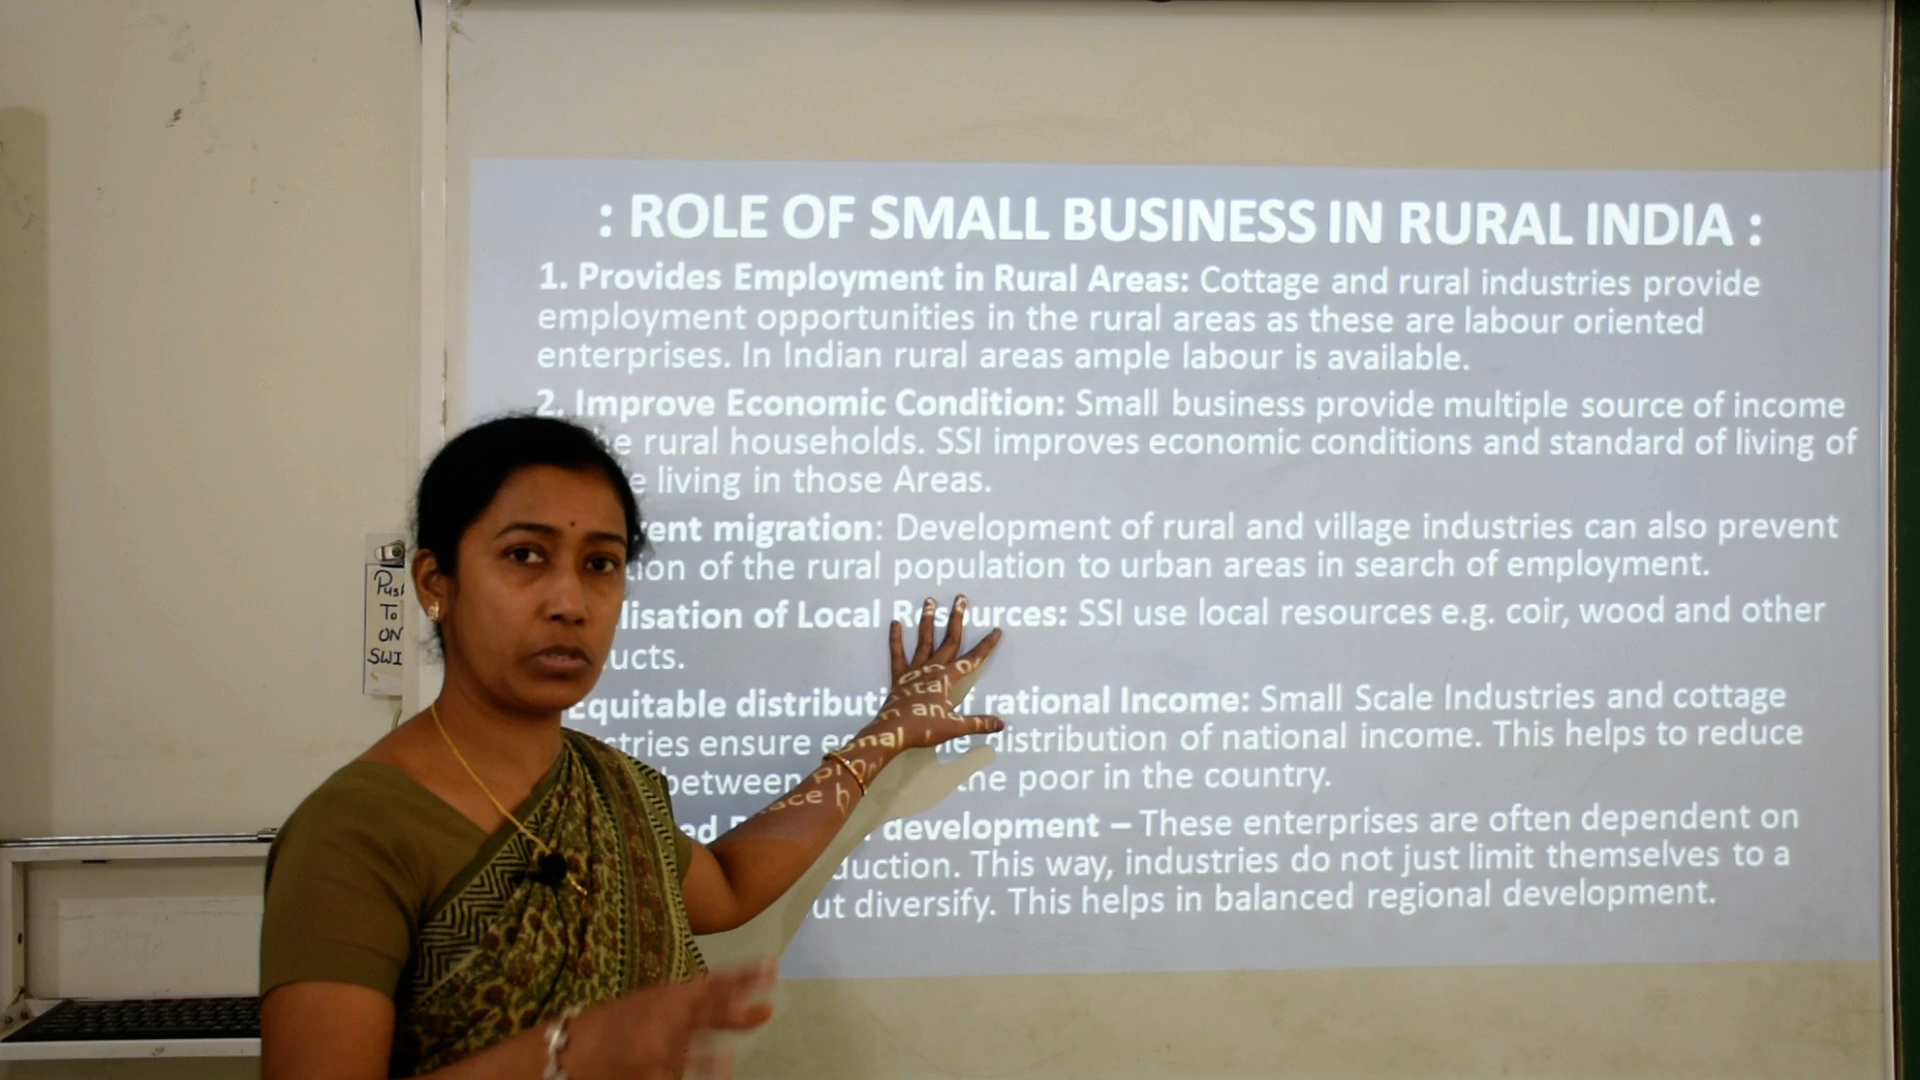 : ROLE OF SMALL BUSINESS IN RURAL INDIA :
1. Provides Employment in Rural Areas: Cottage and rural industries provide
employment opportunities in the rural areas as these are labour oriented
enterprises. In Indian rural areas ample labour is available.
2. Improve Economic Condition: Small business provide multiple source of income
rural households. SSI improves economic conditions and standard of living of
living in those Areas.
migration: Development of rural and village industries can also prevent
of the rural population to urban areas in search of employment.
of Local Resources: SSI use local resources e.g. coir, wood and other
Equitable rational Income: Small Scale Industries and cottage
ensure distribution of national income. This helps to reduce
between the poor in the country.
development – These enterprises are often dependent on
This way, industries do not just limit themselves to a
diversify. This helps in balanced regional development.
Push
To
ON